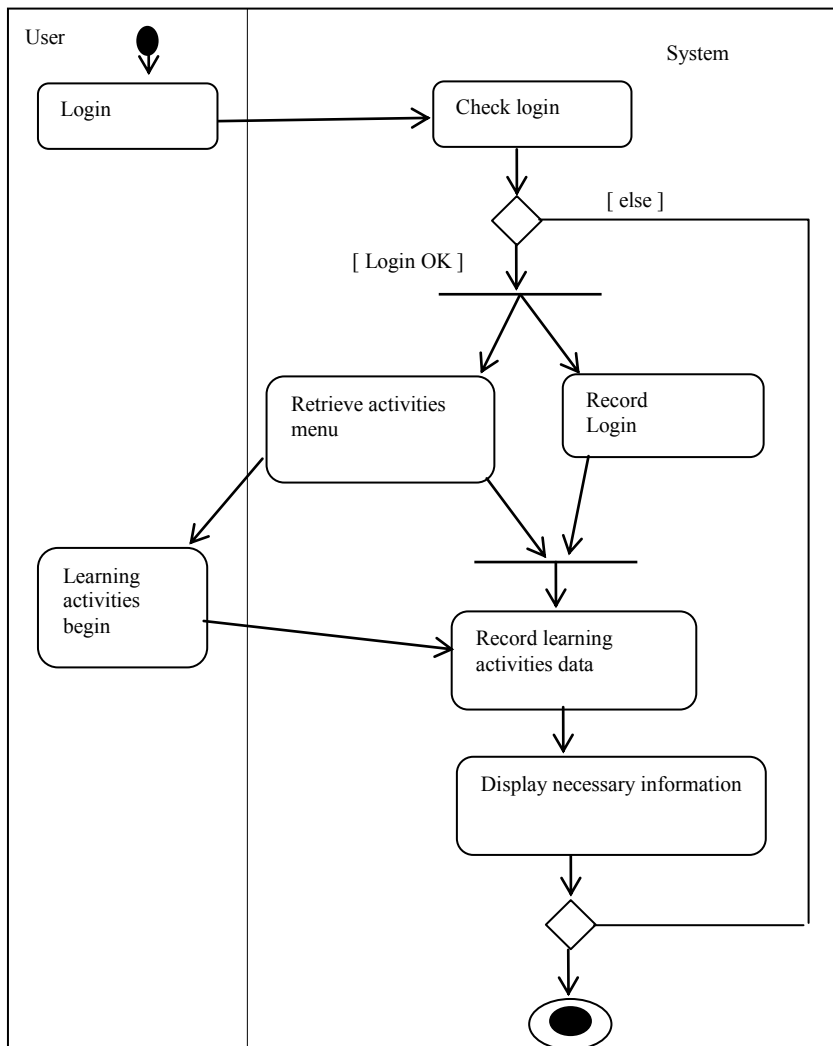 User
System
Login
Check login
[ else ]
[ Login OK ]
Retrieve activities
menu
Record
Login
Learning
activities
begin
Record learning
activities data
Display necessary information